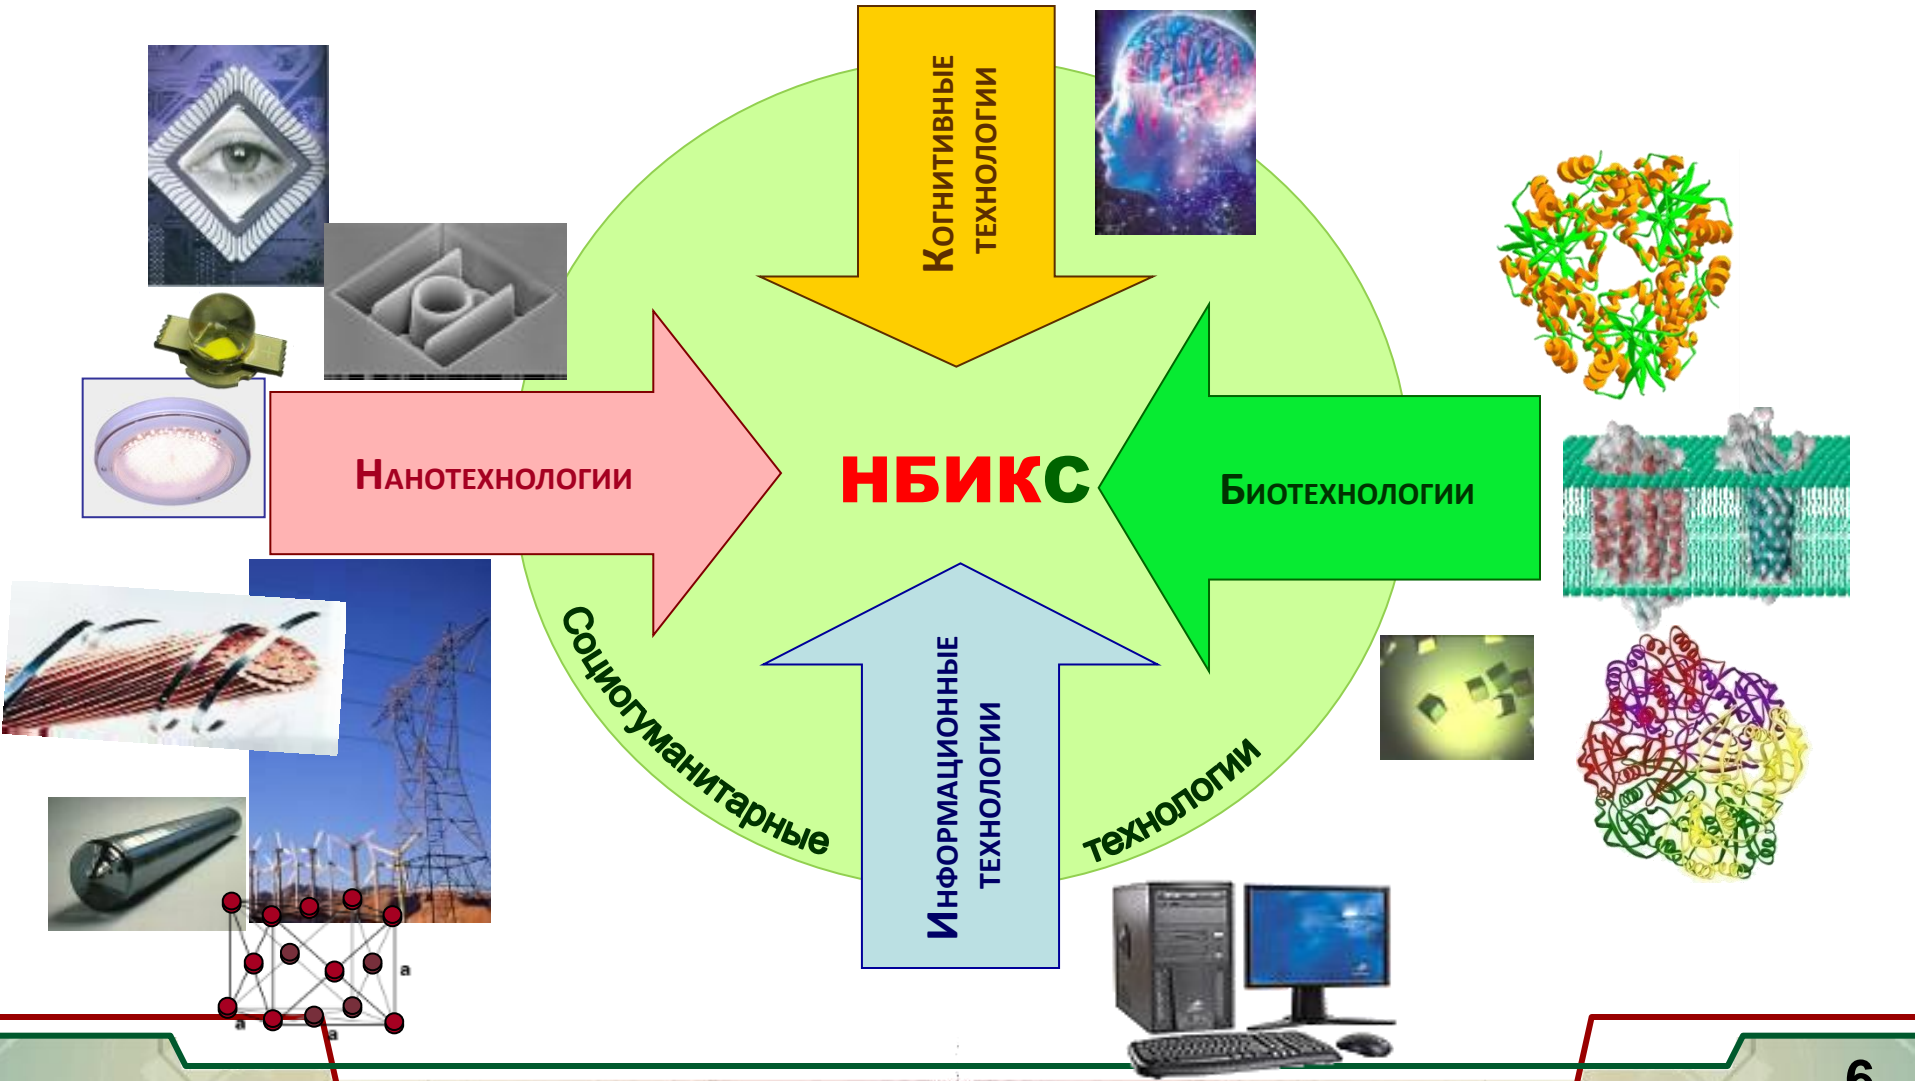 Когнитивные
технологии
Нанотехнологии
НБИКС
Биотехнологии
Социогуманитарные
технологии
Информационные
технологии
a
a
a
6